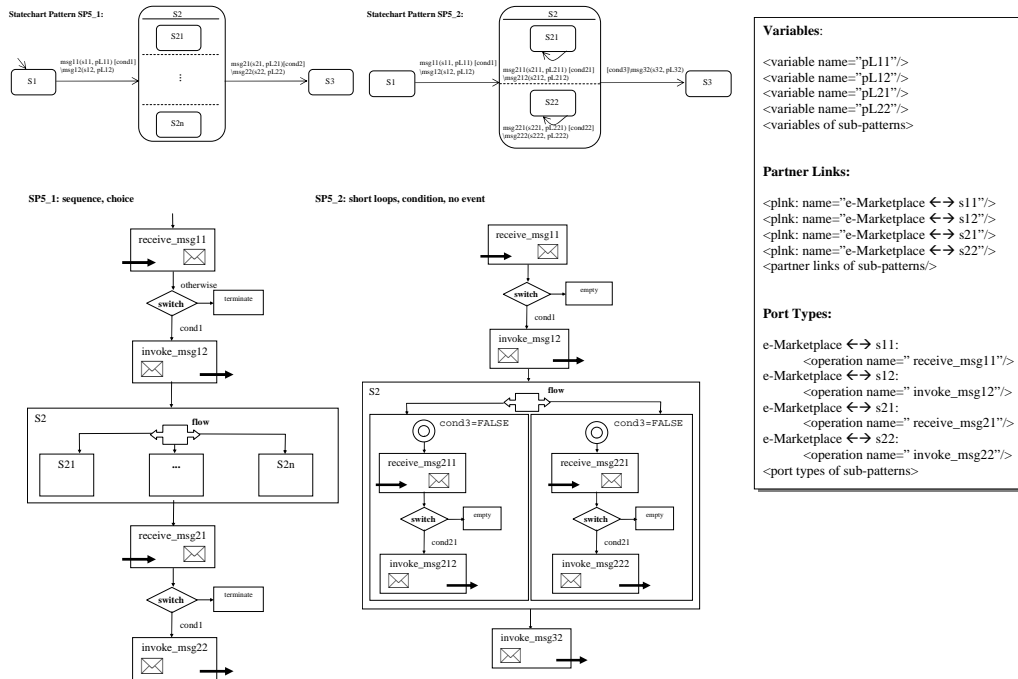 Statechart Pattern SP5_1:
S2
S21
msg11(s11, pL11) [cond1]
\msg12(s12, pL12)
S1
...
msg21(s21, pL21)[cond2]
\msg22(s22, pL22)
S3
S2n
Statechart Pattern SP5_2:
S2
S21
msg11(s11, pL11) [cond1]
\msg12(s12, pL12)
S1
msg211(s211, pL211) [cond21]
\msg212(s212, pL212)
[cond3]\msg32(s32, pL32)
S3
S22
msg221(s221, pL221) [cond22]
\msg222(s222, pL222)
SP5_1: sequence, choice
receive_msg11
otherwise
switch
terminate
cond1
invoke_msg12
S2
flow
S21
...
S2n
receive_msg21
switch
terminate
cond1
invoke_msg22
SP5_2: short loops, condition, no event
receive_msg11
switch
empty
cond1
invoke_msg12
S2
flow
cond3=FALSE
receive_msg211
switch
empty
cond21
invoke_msg212
cond3=FALSE
receive_msg221
switch
empty
cond21
invoke_msg222
invoke_msg32
Variables:
<variable name=”pL11”/>
<variable name=”pL12”/>
<variable name=”pL21”/>
<variable name=”pL22”/>
<variables of sub-patterns>
Partner Links:
<plnk: name=”e-Marketplace ←→ s11”/>
<plnk: name=”e-Marketplace ←→ s12”/>
<plnk: name=”e-Marketplace ←→ s21”/>
<plnk: name=”e-Marketplace ←→ s22”/>
<partner links of sub-patterns/>
Port Types:
e-Marketplace ←→ s11:
<operation name=” receive_msg11”/>
e-Marketplace ←→ s12:
<operation name=” invoke_msg12”/>
e-Marketplace ←→ s21:
<operation name=” receive_msg21”/>
e-Marketplace ←→ s22:
<operation name=” invoke_msg22”/>
<port types of sub-patterns>